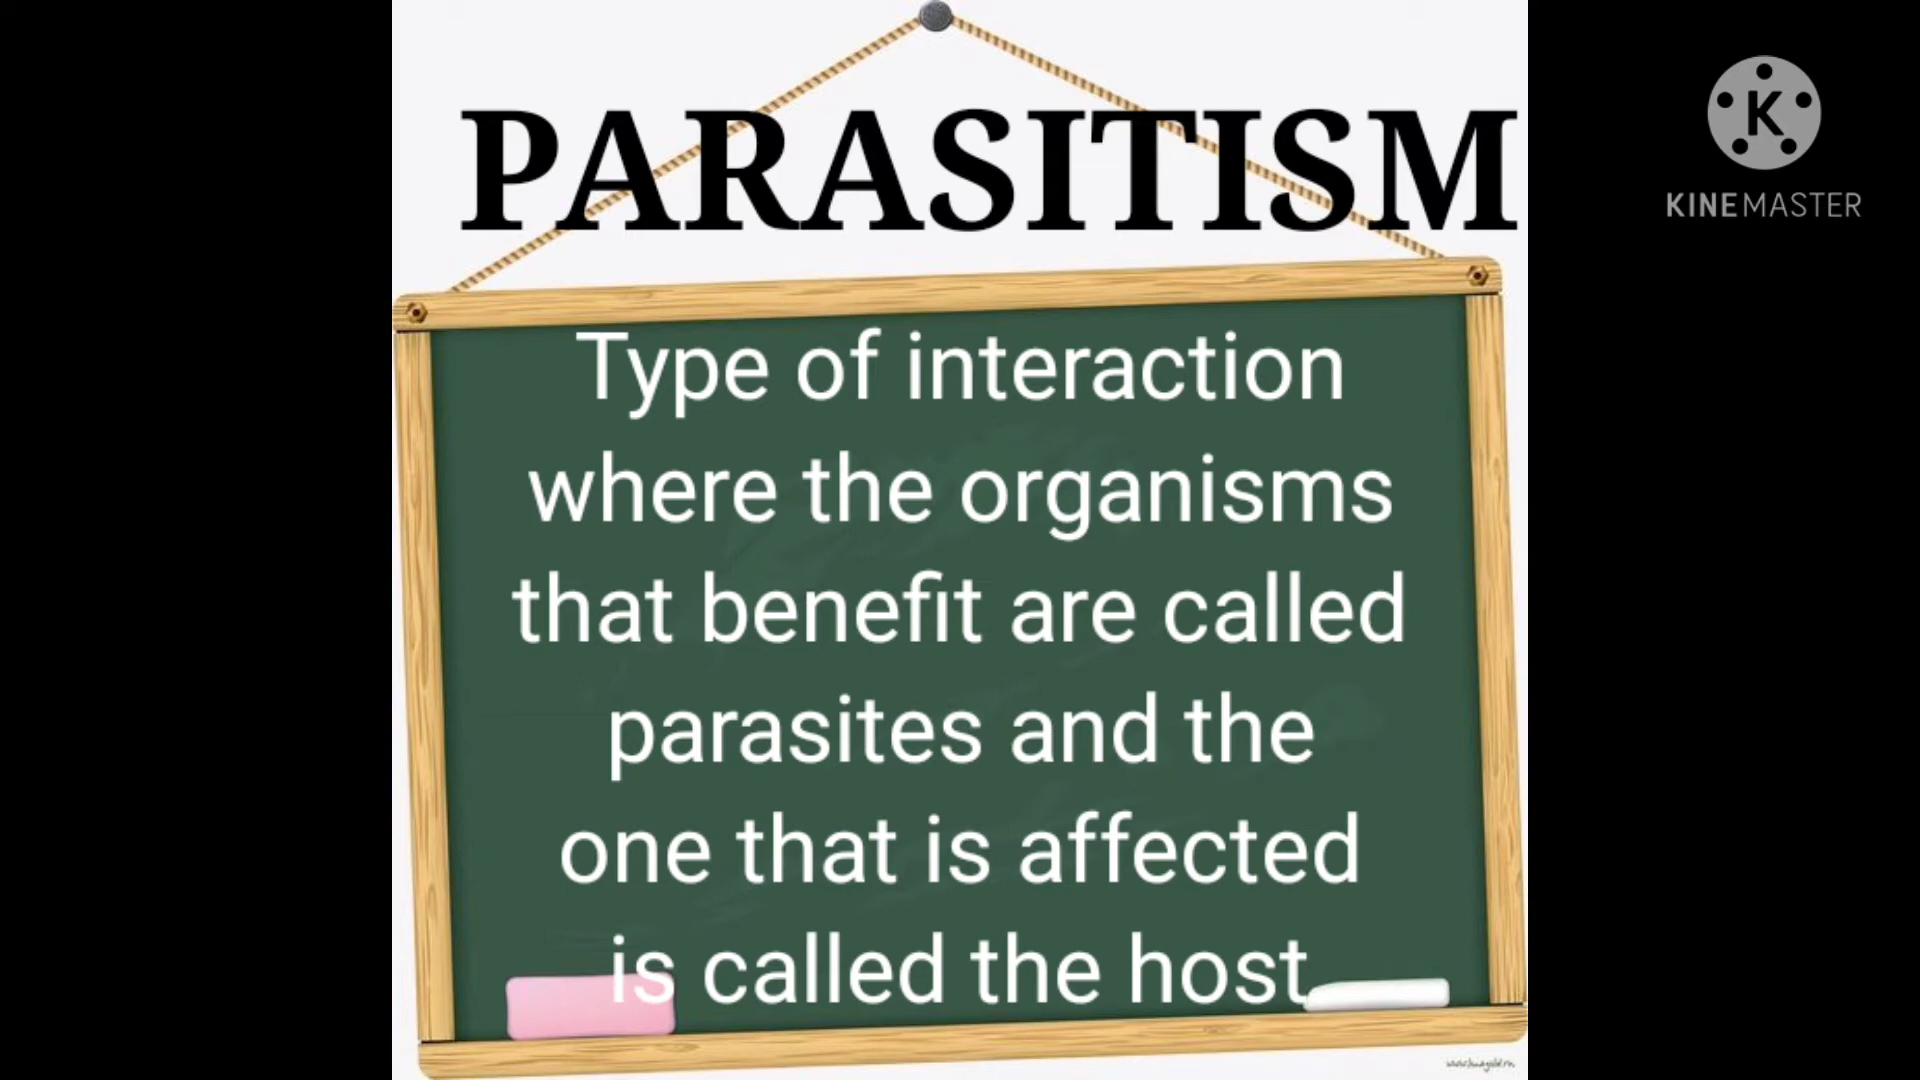 PARASITISM
K
KINEMASTER
Type of interaction
where the organisms
that benefit are called
parasites and the
one that is affected
is called the host